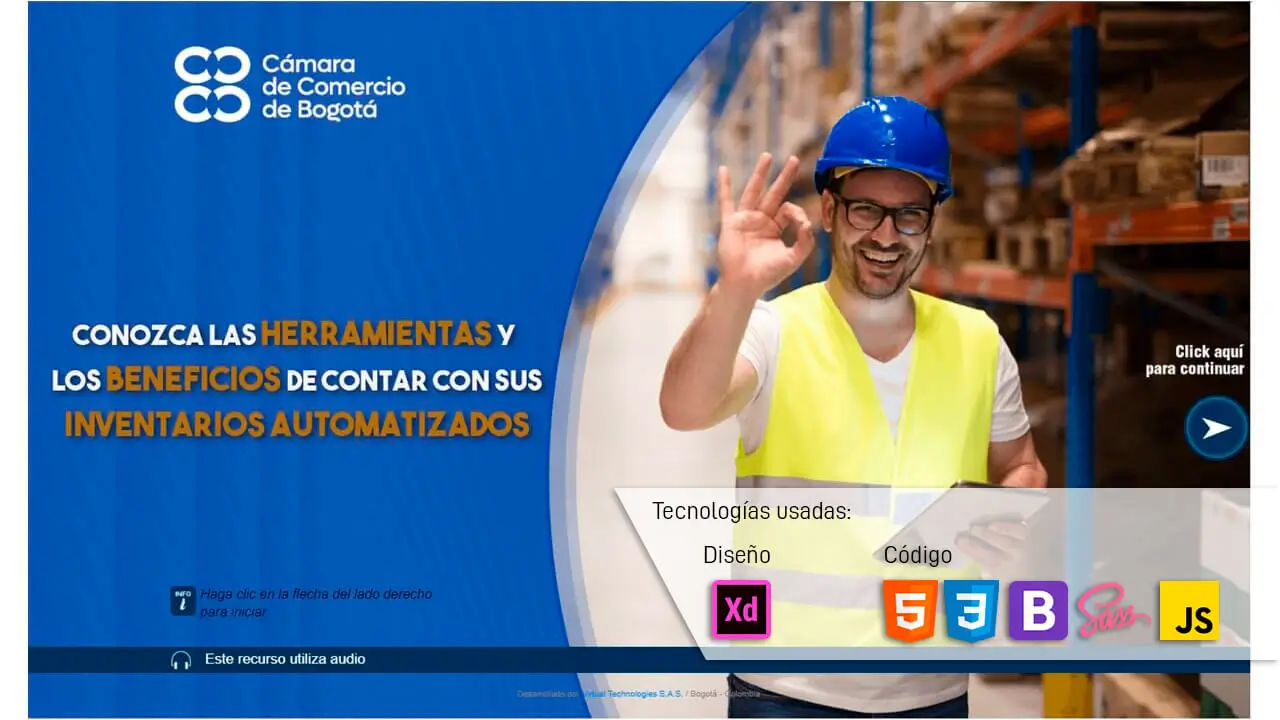 Cámara
de Comercio
de Bogotá
CONOZCA LAS HERRAMIENTAS Y
LOS BENEFICIOS DE CONTAR CON SUS
INVENTARIOS AUTOMATIZADOS
Click aquí
para continuar
Tecnologías usadas:
Diseño
Código
Xd
5
3
B
Sass
JS
INFO
i
Haga clic en la flecha del lado derecho
para iniciar
Este recurso utiliza audio
Desarrollado por Virtual Technologies S.A.S. / Bogotá - Colombia